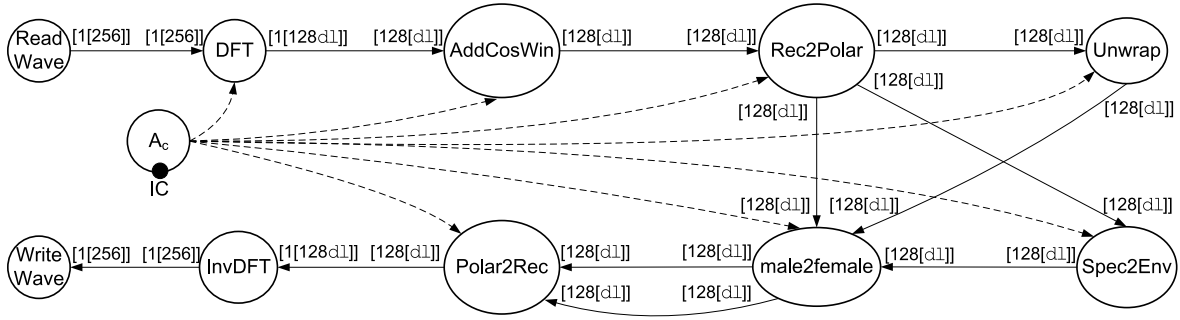 Read
Wave
[1[256]]
[1[256]]
DFT
[1[128dl]]
[128[dl]]
AddCosWin
[128[dl]]
[128[dl]]
Rec2Polar
[128[dl]]
[128[dl]]
Unwrap
[128[dl]]
[128[dl]]
[128[dl]]
Ac
IC
[128[dl]]
[128[dl]]
[128[dl]]
Write
Wave
[1[256]]
[1[256]]
InvDFT
[1[128dl]]
[128[dl]]
Polar2Rec
[128[dl]]
[128[dl]]
male2female
[128[dl]]
[128[dl]]
Spec2Env
[128[dl]]
[128[dl]]